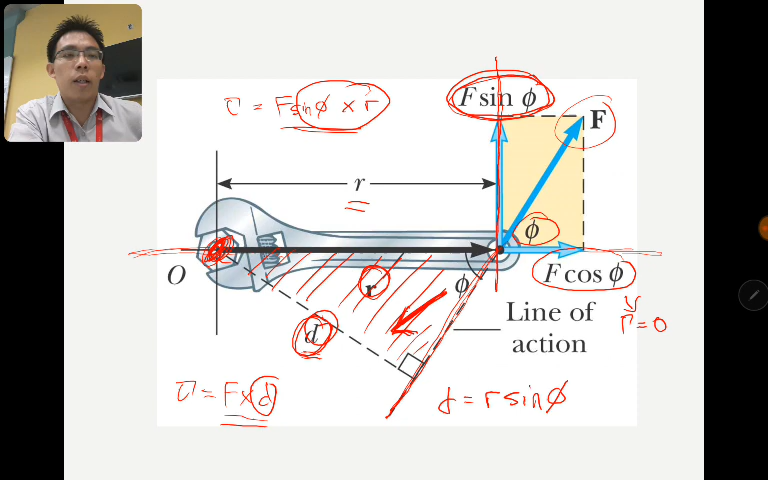 τ = F sin ϕ × r
F sin ϕ
F
r
ϕ
O
F cos ϕ
r
ϕ
d
Line of
action
r = 0
τ = F × d
d = r sin ϕ